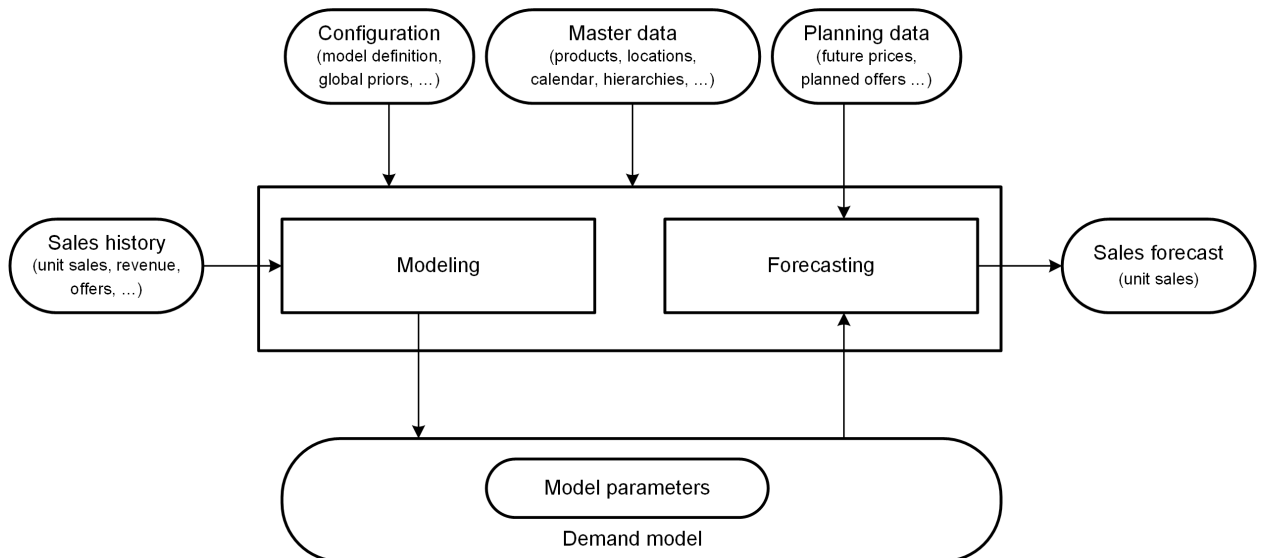 Configuration
(model definition,
global priors, …)
Master data
(products, locations,
calendar, hierarchies, …)
Planning data
(future prices,
planned offers …)
Sales history
(unit sales, revenue,
offers, …)
Modeling
Forecasting
Sales forecast
(unit sales)
Model parameters
Demand model